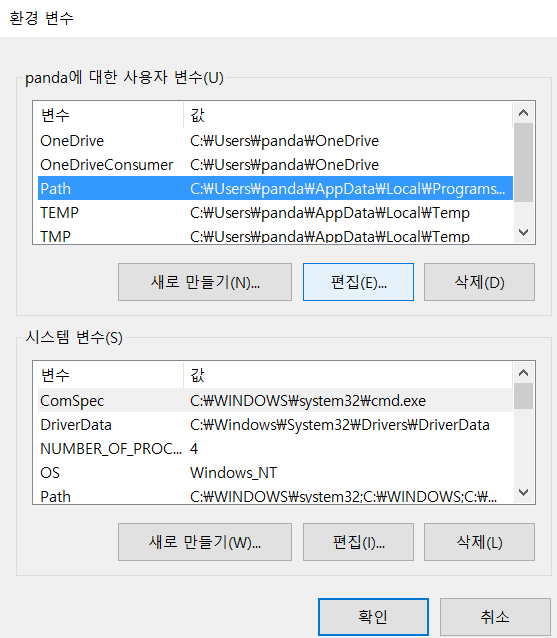 환경 변수
panda에 대한 사용자 변수(U)
변수 값
OneDrive C:₩Users₩panda₩OneDrive
OneDriveConsumer C:₩Users₩panda₩OneDrive
Path C:₩Users₩panda₩AppData₩Local₩Programs...
TEMP C:₩Users₩panda₩AppData₩Local₩Temp
TMP C:₩Users₩panda₩AppData₩Local₩Temp
새로 만들기(N)... 편집(E)... 삭제(D)
시스템 변수(S)
변수 값
ComSpec C:₩WINDOWS₩system32₩cmd.exe
DriverData C:₩Windows₩System32₩Drivers₩DriverData
NUMBER_OF_PROC... 4
OS Windows_NT
Path C:₩WINDOWS₩system32;C:₩WINDOWS;C:₩...
새로 만들기(W)... 편집(I)... 삭제(L)
확인 취소